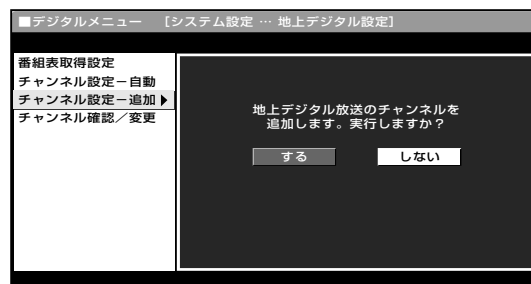 ■デジタルメニュー [システム設定 … 地上デジタル設定]
番組表取得設定
チャンネル設定－自動
チャンネル設定－追加▶
チャンネル確認／変更
地上デジタル放送のチャンネルを
追加します。実行しますか？
する しない